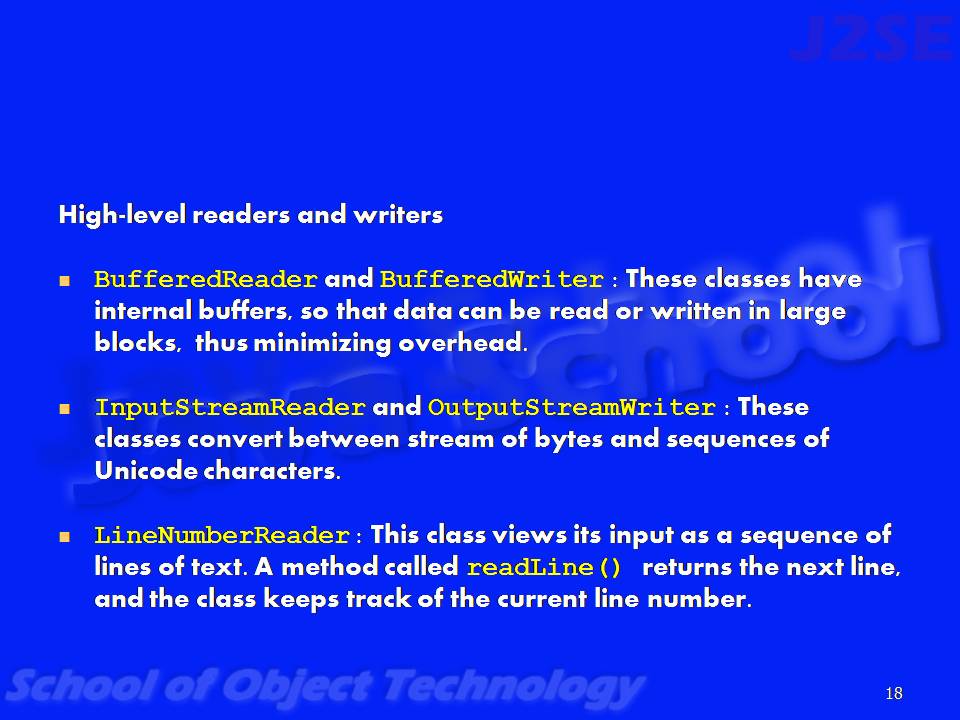 J2SE
High-level readers and writers
BufferedReader and BufferedWriter : These classes have
internal buffers, so that data can be read or written in large
blocks, thus minimizing overhead.
InputStreamReader and OutputStreamWriter : These
classes convert between stream of bytes and sequences of
Unicode characters.
LineNumberReader : This class views its input as a sequence of
lines of text. A method called readLine() returns the next line,
and the class keeps track of the current line number.
Java School
School of Object Technology
18